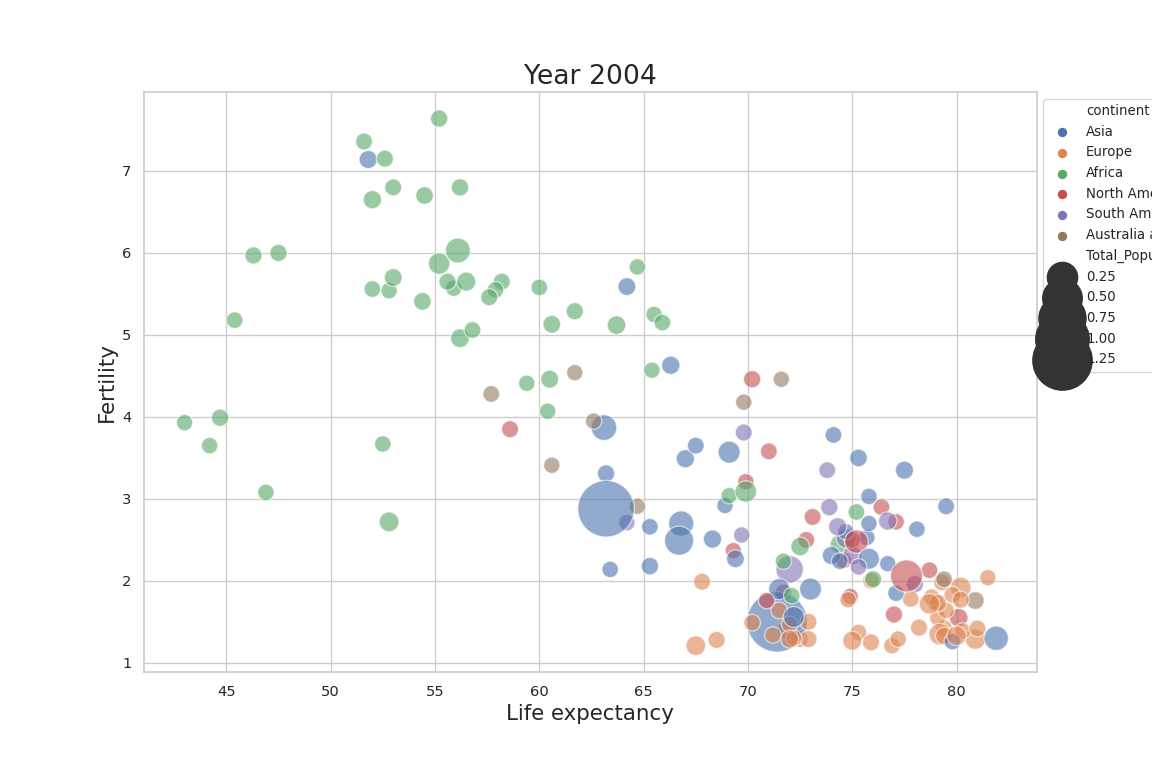 Year 2004
continent
Asia
Europe
Africa
North Ame
South Am
Australia a
Total_Popu
0.25
0.50
0.75
1.00
1.25
Fertility
7
6
5
4
3
2
1
45 50 55 60 65 70 75 80
Life expectancy